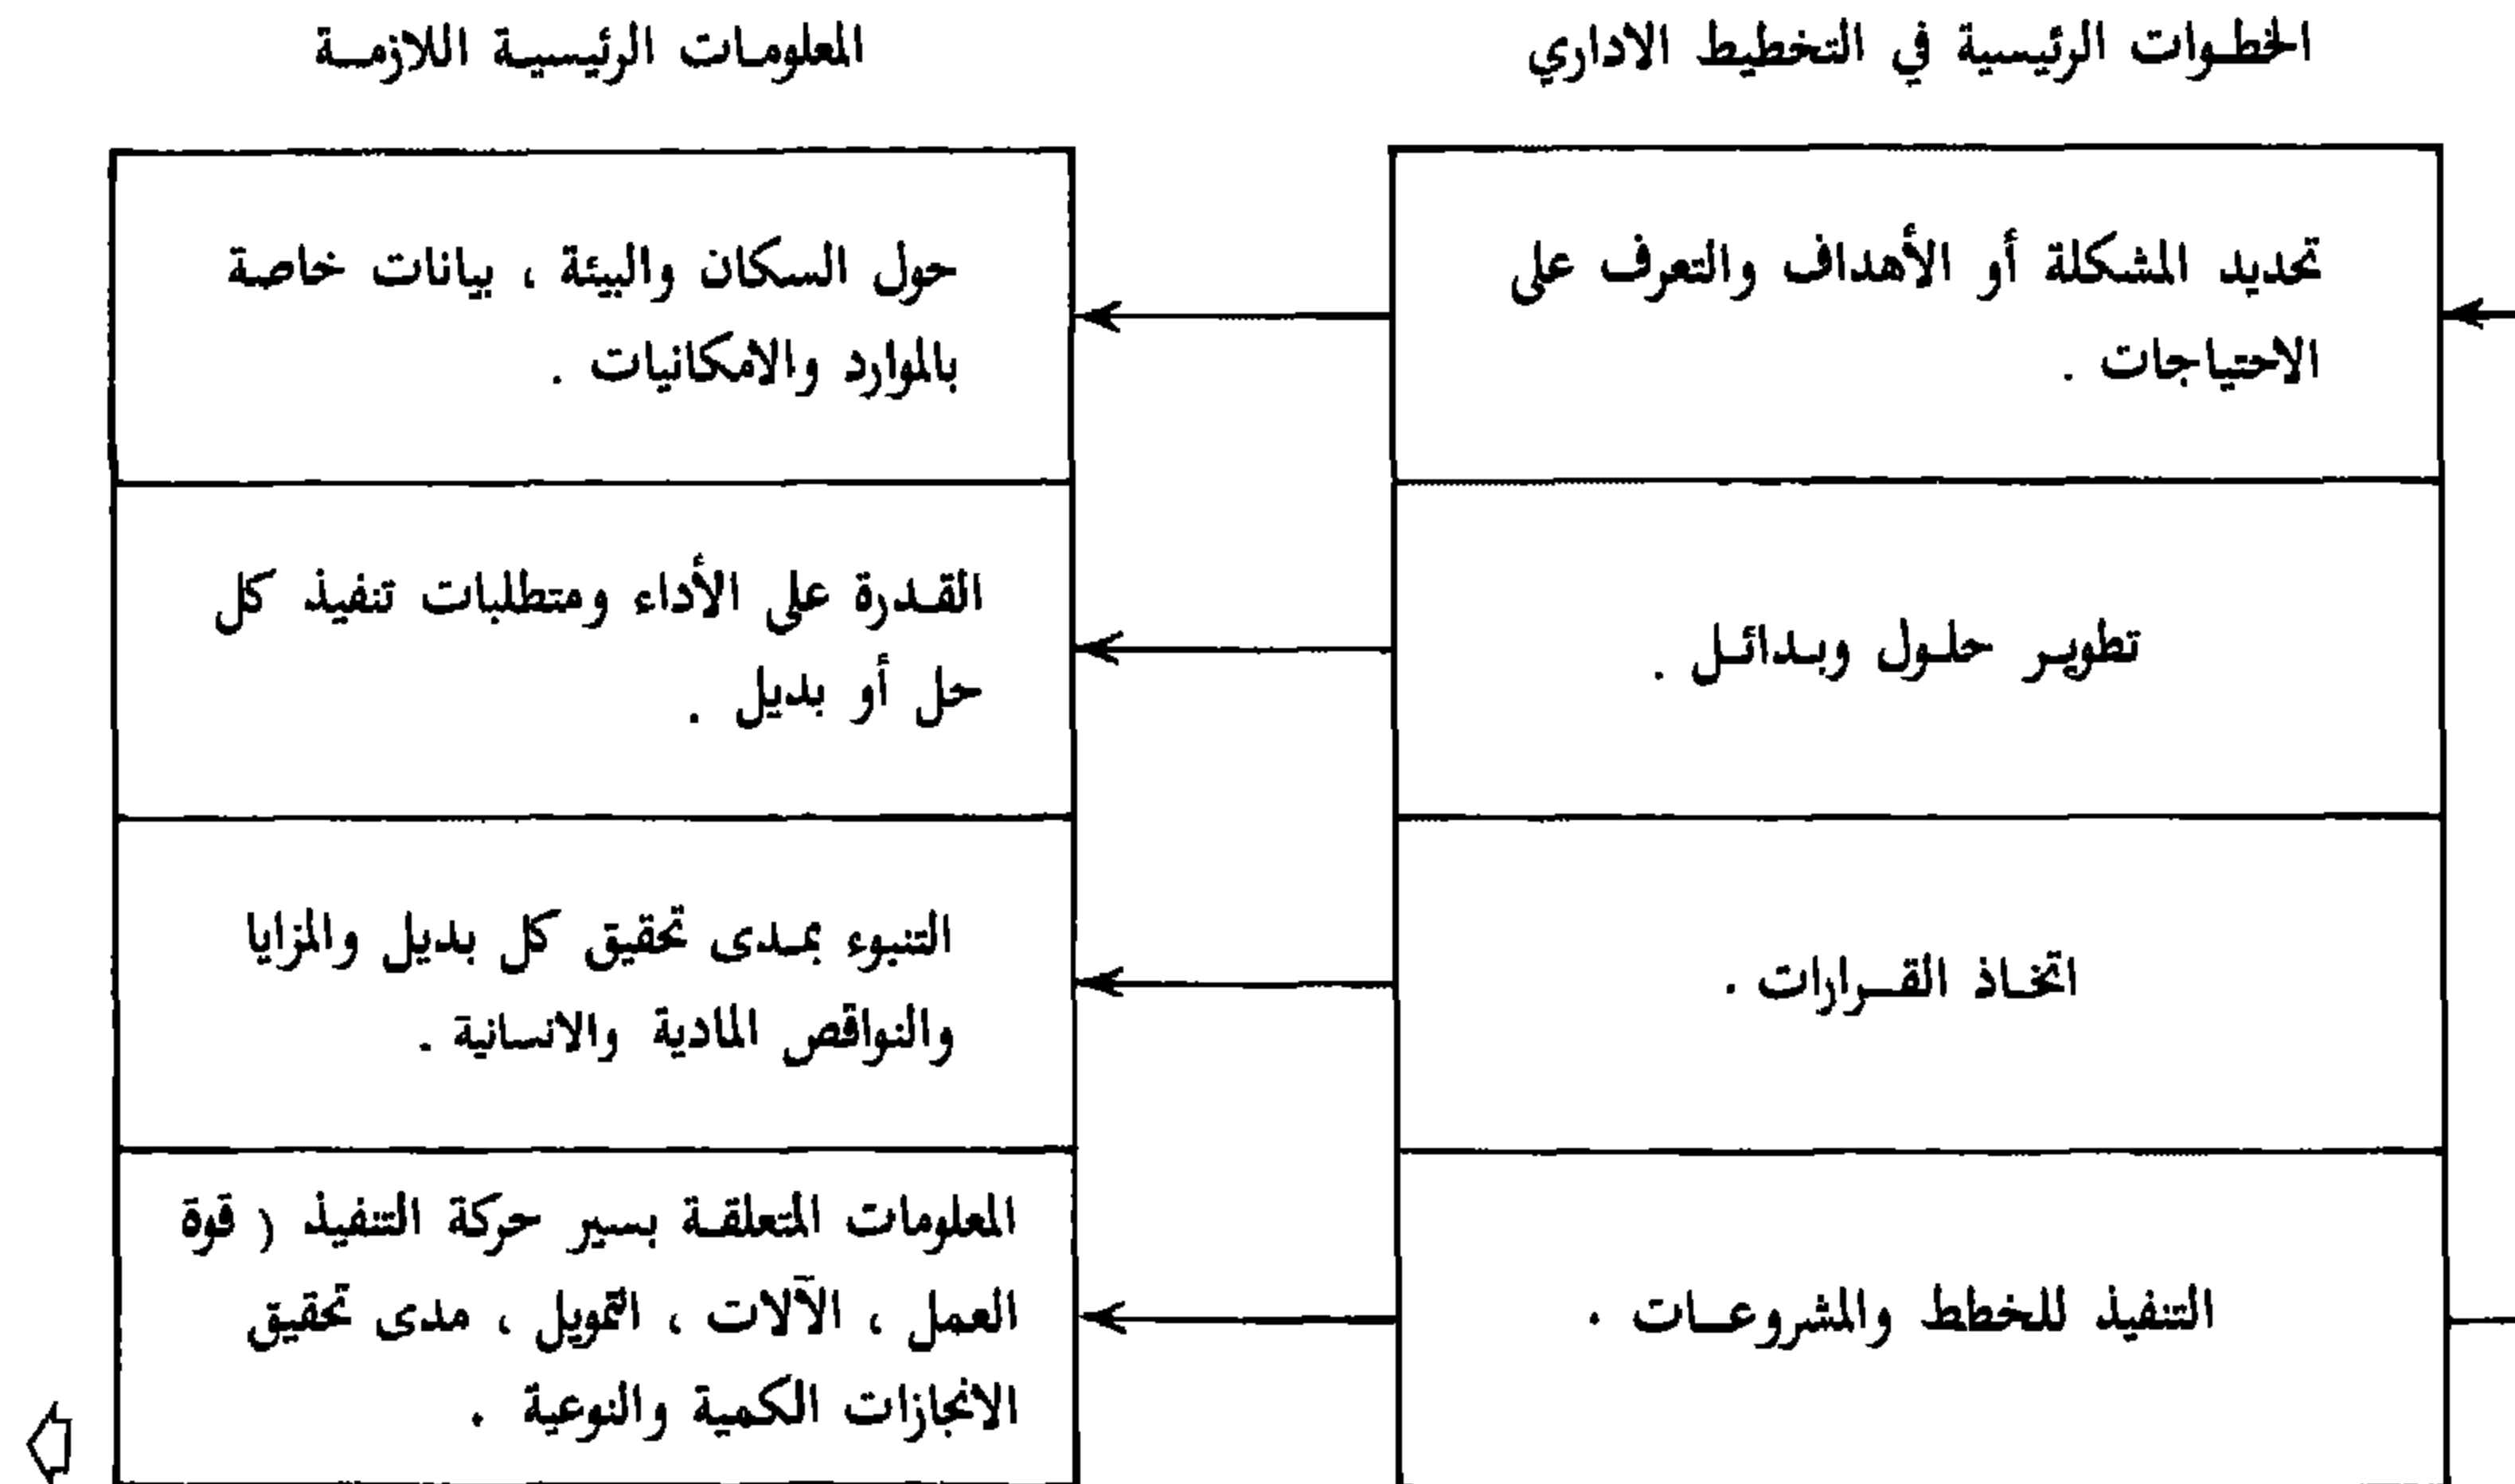 الخطوات الرئيسية في التخطيط الاداري
المعلومات الرئيسية اللازمة
تحديد المشكلة أو الأهداف والتعرف على
الاحتياجات .
حول السكان والبيئة ، بيانات خاصة
بالموارد والامكانيات .
تطوير حلول وبدائل .
القدرة على الأداء ومتطلبات تنفيذ كل
حل أو بديل .
اتخاذ القرارات .
التنبوء بمدى تحقيق كل بديل والمزايا
والنواقص المادية والانسانية .
التنفيذ للخطط والمشروعات .
المعلومات المتعلقة بسير حركة التنفيذ ( قوة
العمل ، الآلات ، التمويل ، مدى تحقيق
الانجازات الكمية والنوعية .